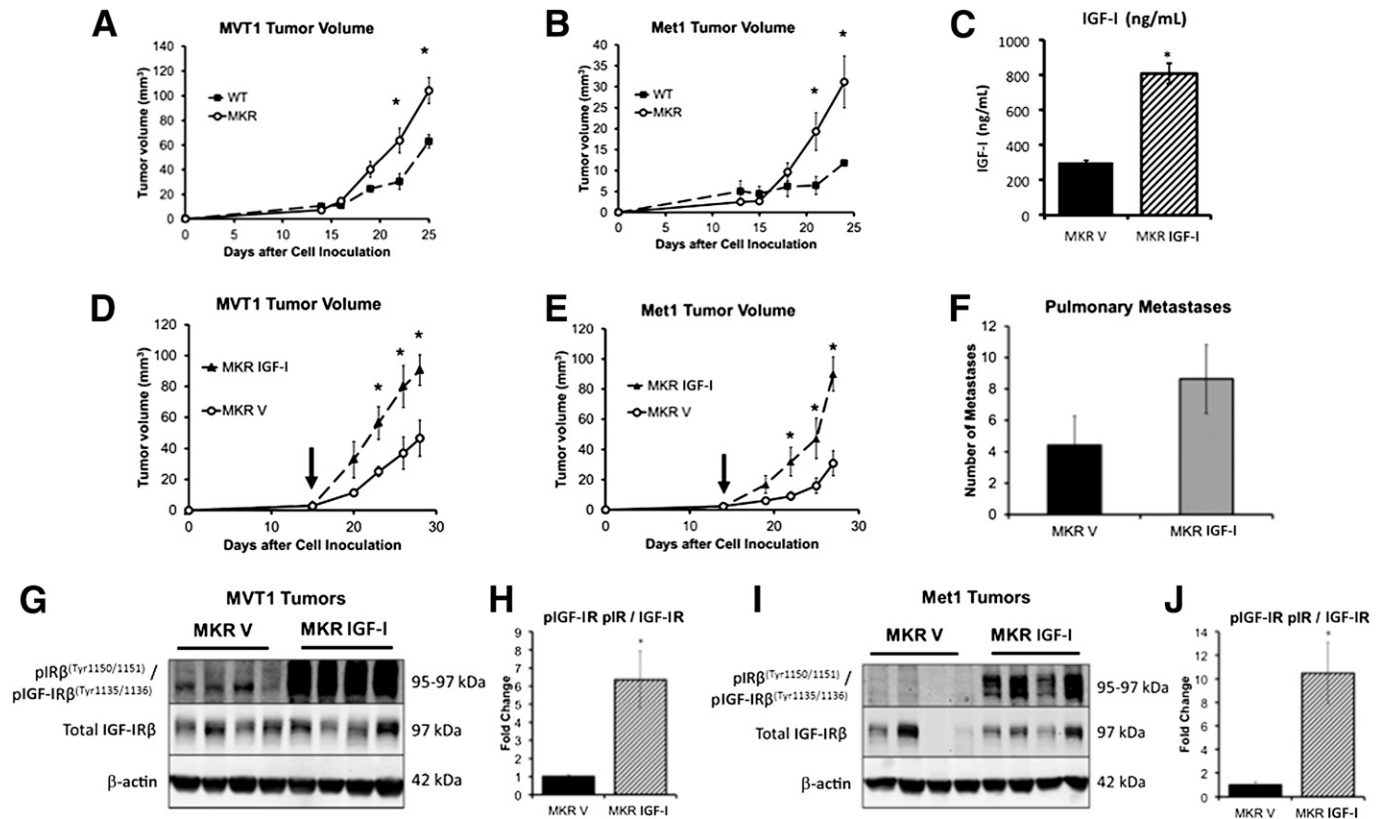 A
MVT1 Tumor Volume
Tumor volume (mm³)
140
120
100
80
60
40
20
0
WT
MKR
*
*
0 5 10 15 20 25
Days after Cell Inoculation
B
Met1 Tumor Volume
Tumor volume (mm³)
40
35
30
25
20
15
10
5
0
WT
MKR
*
*
0 5 10 15 20 25
Days after Cell Inoculation
C
IGF-I (ng/mL)
IGF-I (ng/mL)
1000
800
600
400
200
0
*
MKR V MKR IGF-I
D
MVT1 Tumor Volume
Tumor volume (mm³)
120
100
80
60
40
20
0
MKR IGF-I
MKR V
*
*
*
0 10 20 30
Days after Cell Inoculation
E
Met1 Tumor Volume
Tumor volume (mm³)
120
100
80
60
40
20
0
MKR IGF-I
MKR V
*
*
*
0 10 20 30
Days after Cell Inoculation
F
Pulmonary Metastases
Number of Metastases
12
10
8
6
4
2
0
MKR V MKR IGF-I
G
MVT1 Tumors
MKR V MKR IGF-I
pIRβ(Tyr1150/1151) /
pIGF-IRβ(Tyr1135/1136)
95-97 kDa
Total IGF-IRβ
97 kDa
β-actin
42 kDa
H
pIGF-IR pIR / IGF-IR
Fold Change
9
8
7
6
5
4
3
2
1
0
*
MKR V MKR IGF-I
I
Met1 Tumors
MKR V MKR IGF-I
pIRβ(Tyr1150/1151) /
pIGF-IRβ(Tyr1135/1136)
95-97 kDa
Total IGF-IRβ
97 kDa
β-actin
42 kDa
J
pIGF-IR pIR / IGF-IR
Fold Change
14
12
10
8
6
4
2
0
*
MKR V MKR IGF-I